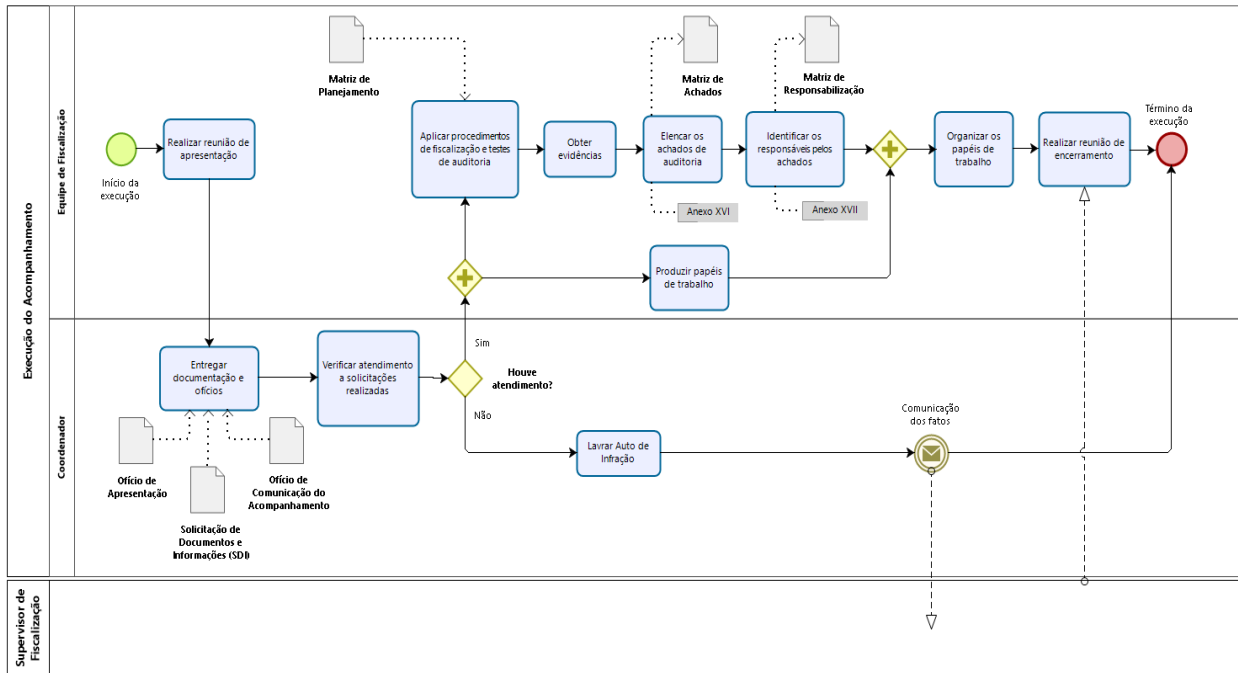 Execução do Acompanhamento
Equipe de Fiscalização
Início da
execução
Realizar reunião de
apresentação
Matriz de
Planejamento
Aplicar procedimentos
de fiscalização e testes
de auditoria
Obter
evidências
Matriz de
Achados
Elencar os
achados de
auditoria
Anexo XVI
Matriz de
Responsabilização
Identificar os
responsáveis pelos
achados
Anexo XVII
Produzir papéis
de trabalho
Organizar os
papéis de
trabalho
Realizar reunião de
encerramento
Término da
execução
Coordenador
Entregar
documentação e
ofícios
Ofício de
Apresentação
Solicitação de
Documentos e
Informações (SDI)
Ofício de
Comunicação do
Acompanhamento
Verificar atendimento
a solicitações
realizadas
Sim
Houve
atendimento?
Não
Lavrar Auto de
Infração
Comunicação
dos fatos
Supervisor de
Fiscalização